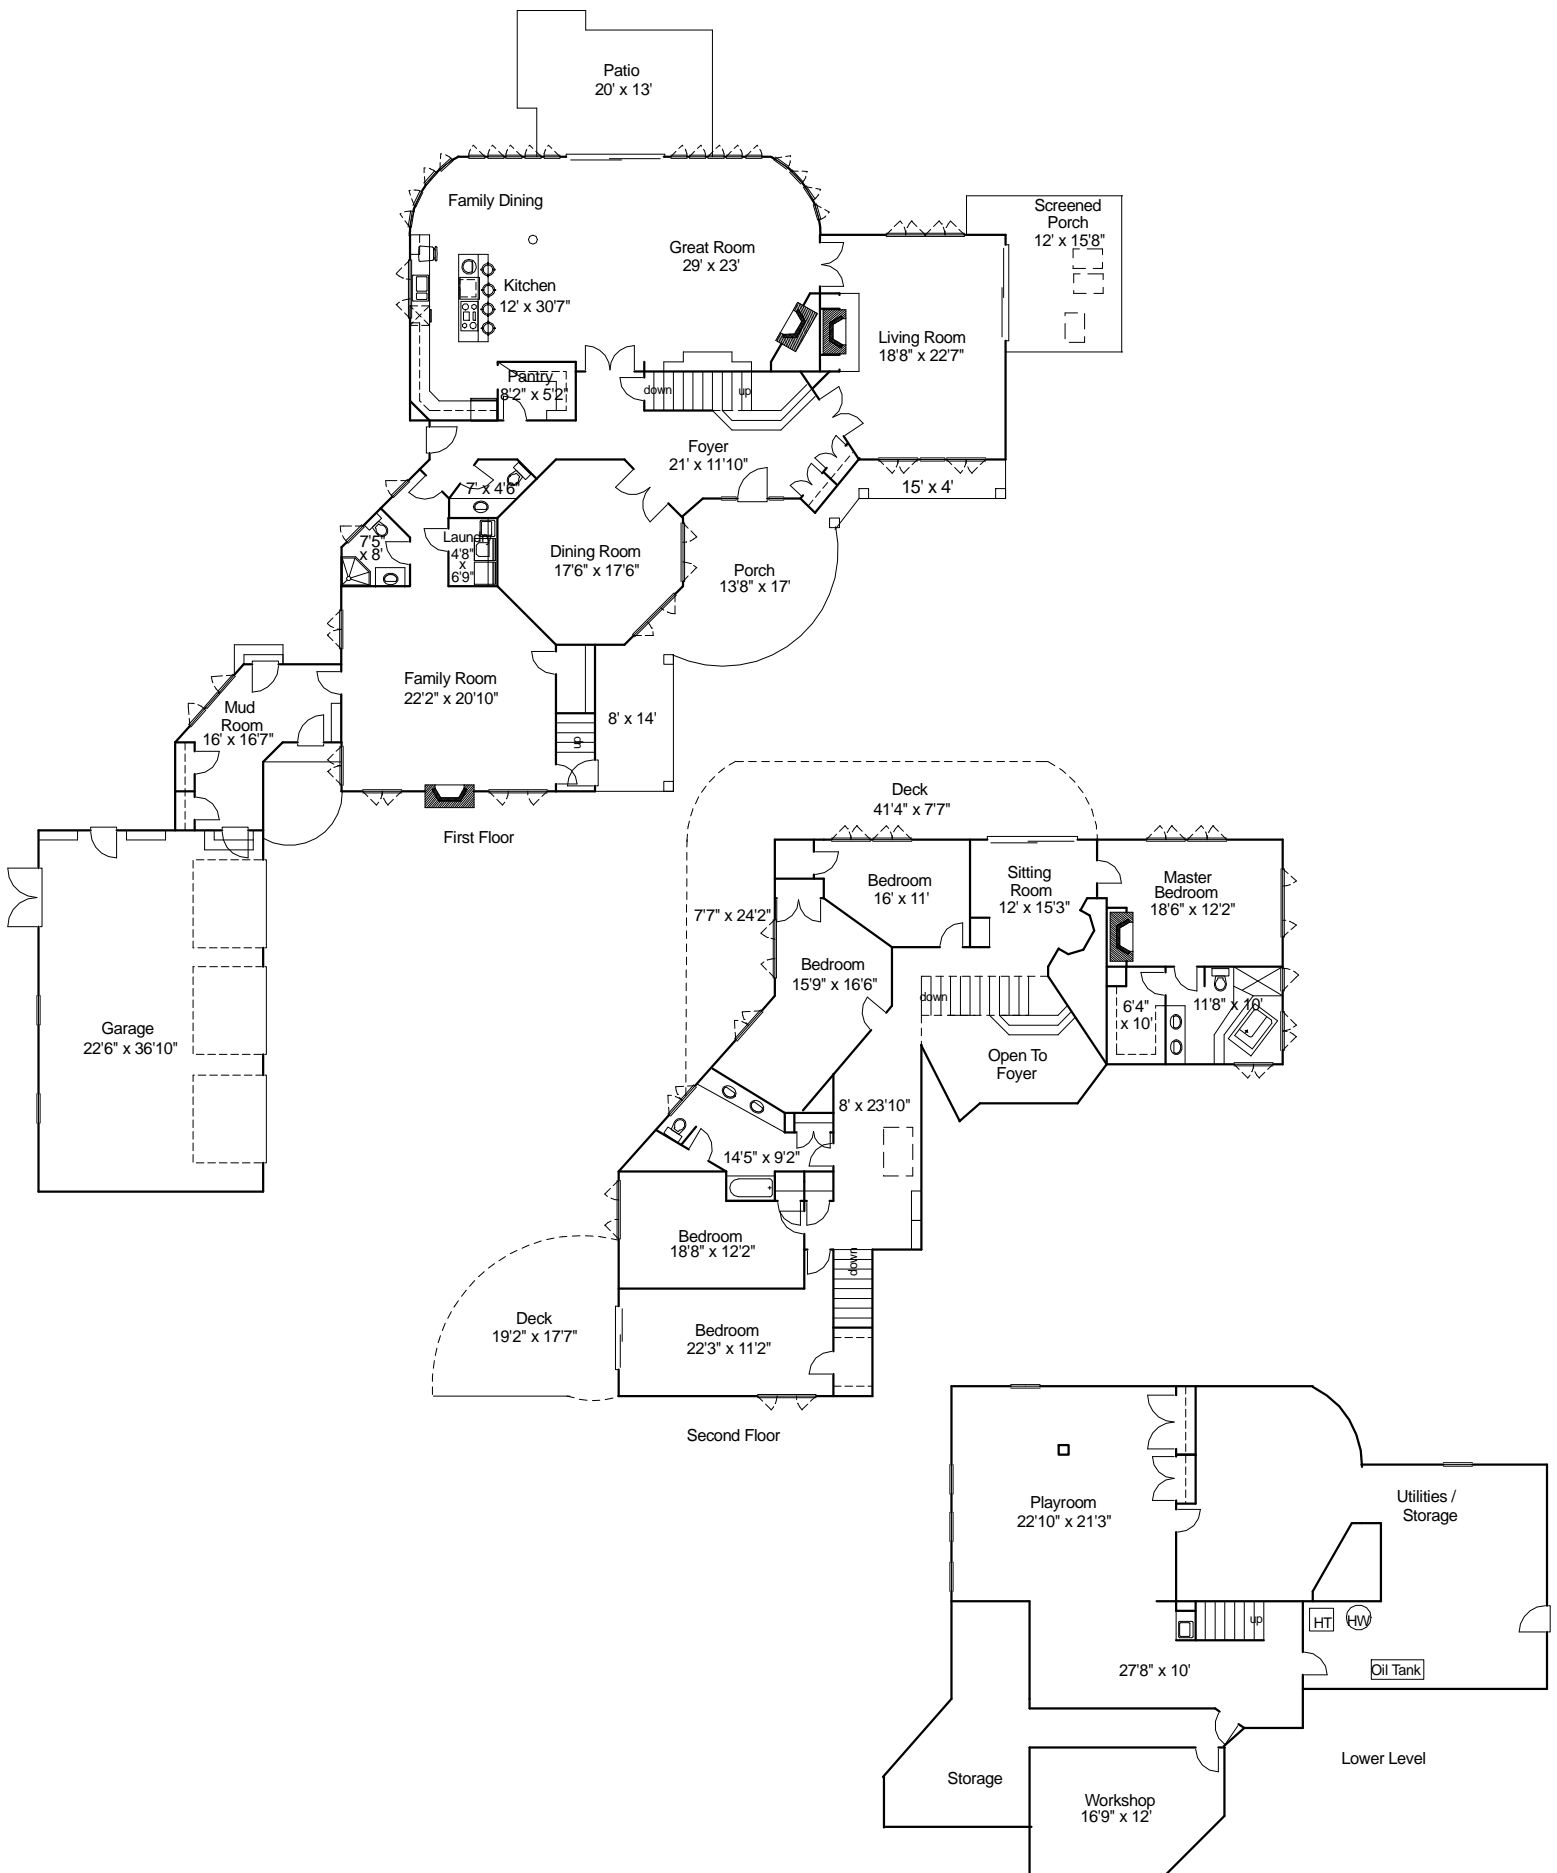 Patio
20' x 13'
Family Dining
Screened
Porch
12' x 15'8"
Great Room
29' x 23'
Kitchen
12' x 30'7"
Living Room
18'8" x 22'7"
Pantry
8'2" x 5'2"
down
up
Foyer
21' x 11'10"
15' x 4'
7' x 4'6"
7'5"
x 8'
Laun
4'8"
x
6'9"
Dining Room
17'6" x 17'6"
Porch
13'8" x 17'
Family Room
22'2" x 20'10"
Mud
Room
16' x 16'7"
8' x 14'
up
First Floor
Deck
41'4" x 7'7"
Bedroom
16' x 11'
Sitting
Room
12' x 15'3"
Master
Bedroom
18'6" x 12'2"
7'7" x 24'2"
Bedroom
15'9" x 16'6"
down
6'4"
x 10'
11'8" x 10'
Garage
22'6" x 36'10"
Open To
Foyer
8' x 23'10"
14'5" x 9'2"
Bedroom
18'8" x 12'2"
down
Deck
19'2" x 17'7"
Bedroom
22'3" x 11'2"
Second Floor
Playroom
22'10" x 21'3"
Utilities /
Storage
up
HT
HW
27'8" x 10'
Oil Tank
Lower Level
Storage
Workshop
16'9" x 12'